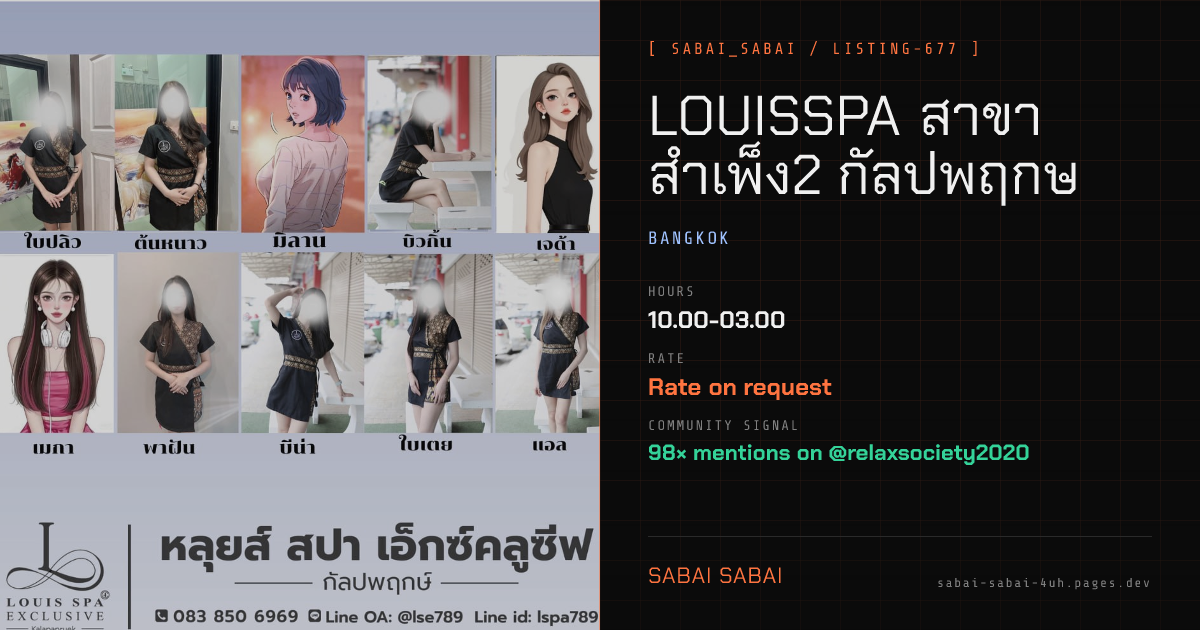 ใบปลิว ต้นหนาว มิลาน บิวกิ้น เจด้า
เมกา พาฝัน บีน่า ใบเตย แอล
L
LOUIS SPA
EXCLUSIVE
Kalapapruek
หลุยส์ สปา เอ็กซ์คลูซีฟ
กัลปพฤกษ์
083 850 6969 Line OA: @lse789 Line id: lspa789
[ SABAI_SABAI / LISTING-677 ]
LOUISSPA สาขา
สำเพ็ง2 กัลปพฤกษ
BANGKOK
HOURS
10.00-03.00
RATE
Rate on request
COMMUNITY SIGNAL
98× mentions on @relaxsociety2020
SABAI SABAI
sabai-sabai-4uh.pages.dev